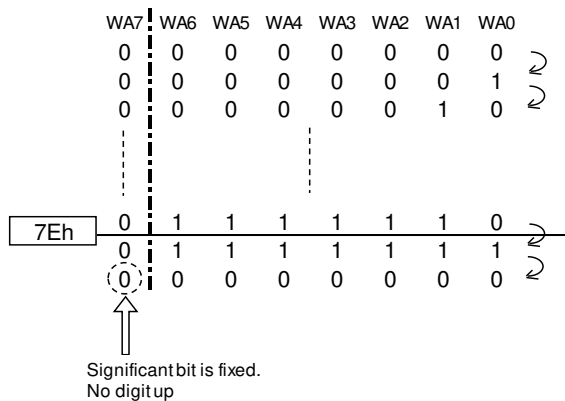 WA7 WA6 WA5 WA4 WA3 WA2 WA1 WA0
0 0 0 0 0 0 0 0
0 0 0 0 0 0 0 1
0 0 0 0 0 0 1 0
7Eh 0 1 1 1 1 1 1 0
0 1 1 1 1 1 1 1
0 0 0 0 0 0 0 0
Significant bit is fixed.
No digit up